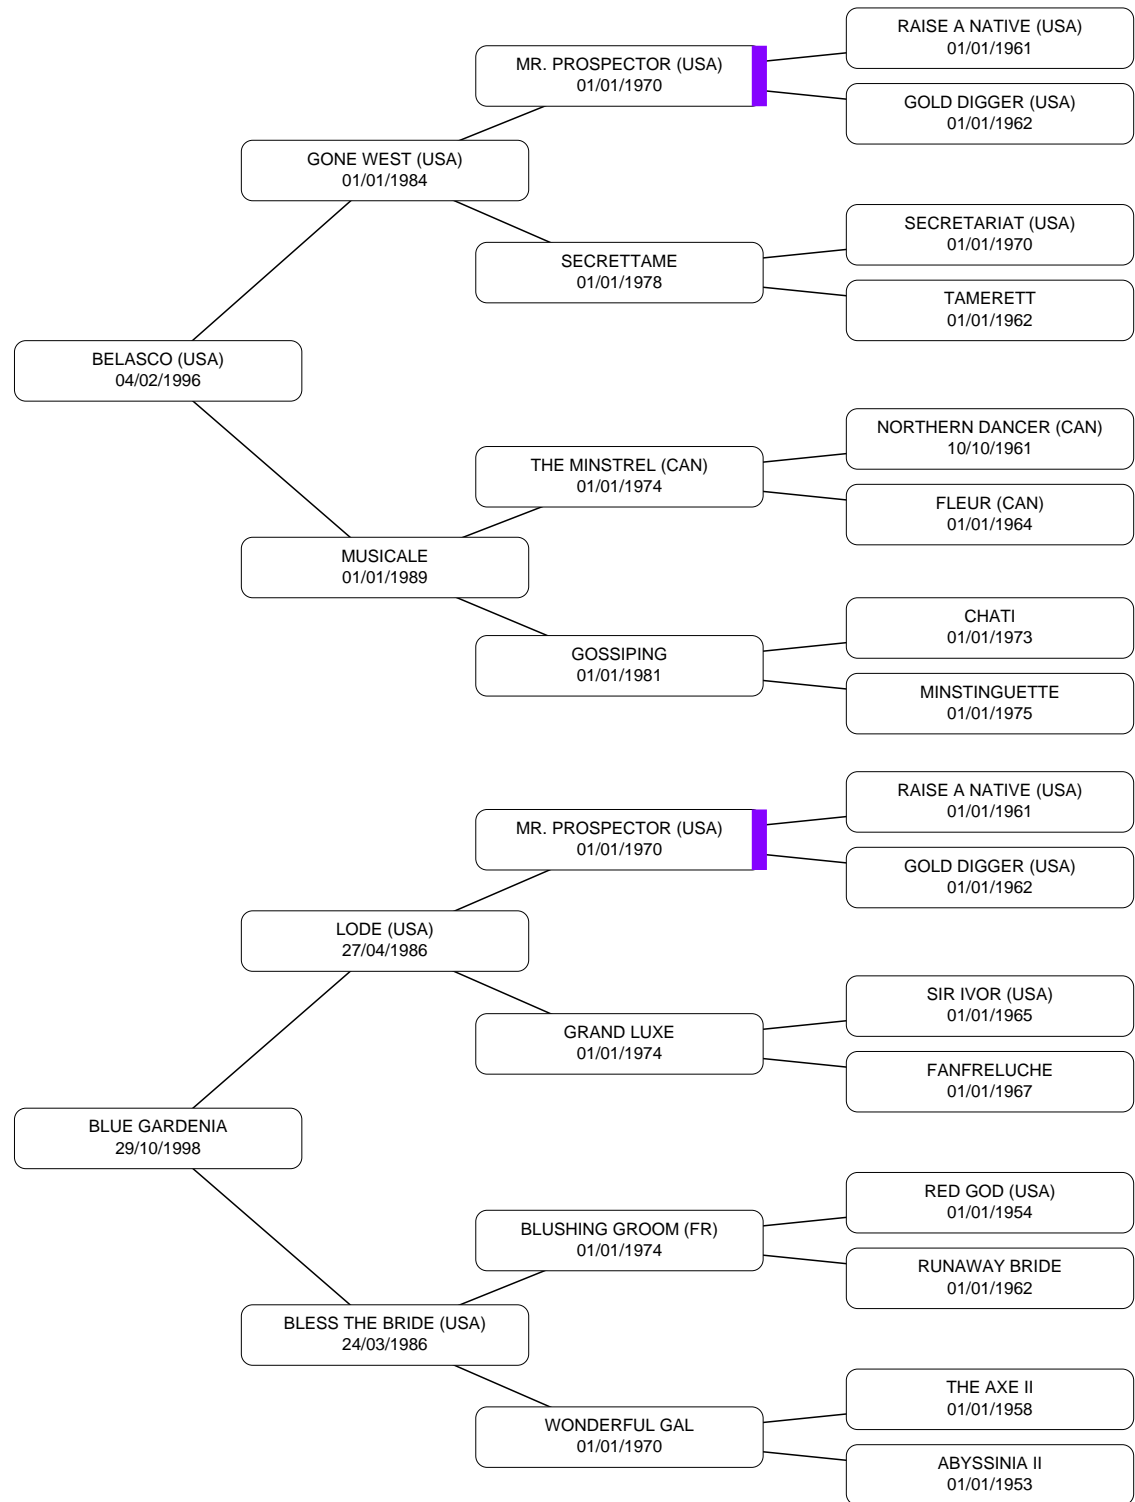 RAISE A NATIVE (USA)
01/01/1961
MR. PROSPECTOR (USA)
01/01/1970
GOLD DIGGER (USA)
01/01/1962
GONE WEST (USA)
01/01/1984
SECRETARIAT (USA)
01/01/1970
SECRETTAME
01/01/1978
TAMERETT
01/01/1962
BELASCO (USA)
04/02/1996
NORTHERN DANCER (CAN)
10/10/1961
THE MINSTREL (CAN)
01/01/1974
FLEUR (CAN)
01/01/1964
MUSICALE
01/01/1989
CHATI
01/01/1973
GOSSIPING
01/01/1981
MINSTINGUETTE
01/01/1975
RAISE A NATIVE (USA)
01/01/1961
MR. PROSPECTOR (USA)
01/01/1970
GOLD DIGGER (USA)
01/01/1962
LODE (USA)
27/04/1986
SIR IVOR (USA)
01/01/1965
GRAND LUXE
01/01/1974
FANFRELUCHE
01/01/1967
BLUE GARDENIA
29/10/1998
RED GOD (USA)
01/01/1954
BLUSHING GROOM (FR)
01/01/1974
RUNAWAY BRIDE
01/01/1962
BLESS THE BRIDE (USA)
24/03/1986
THE AXE II
01/01/1958
WONDERFUL GAL
01/01/1970
ABYSSINIA II
01/01/1953